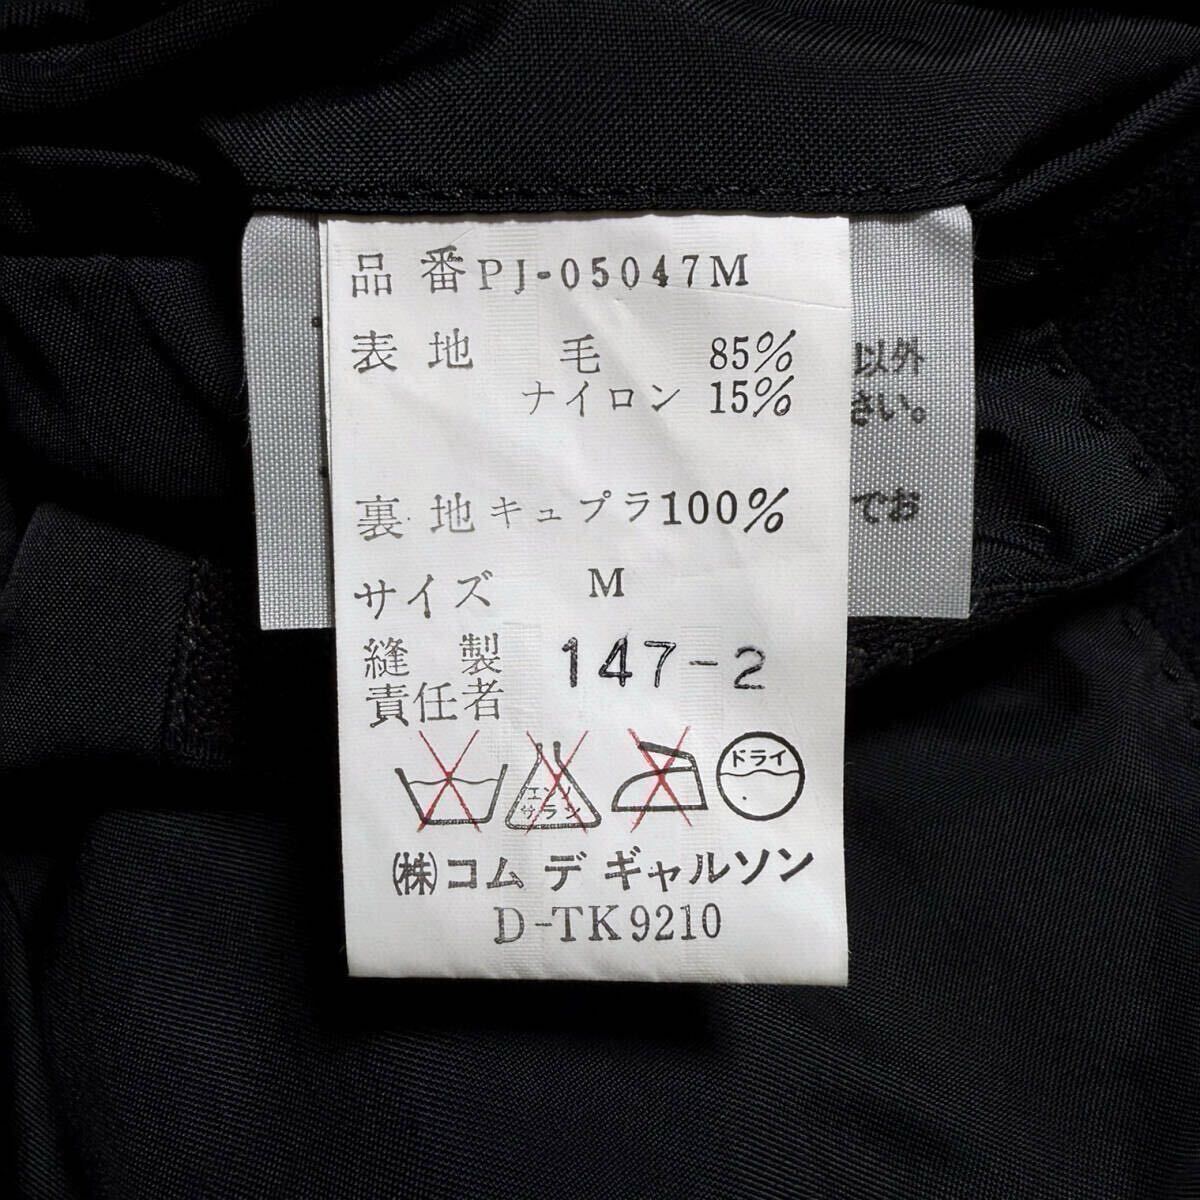 品番 PJ-05047M
表地 毛 85%
ナイロン 15%
裏地 キュプラ100%
サイズ M
縫製
責任者 147-2
エンソ
サラシ
ドライ
(株)コム デ ギャルソン
D-TK9210
以外
さい。
でお